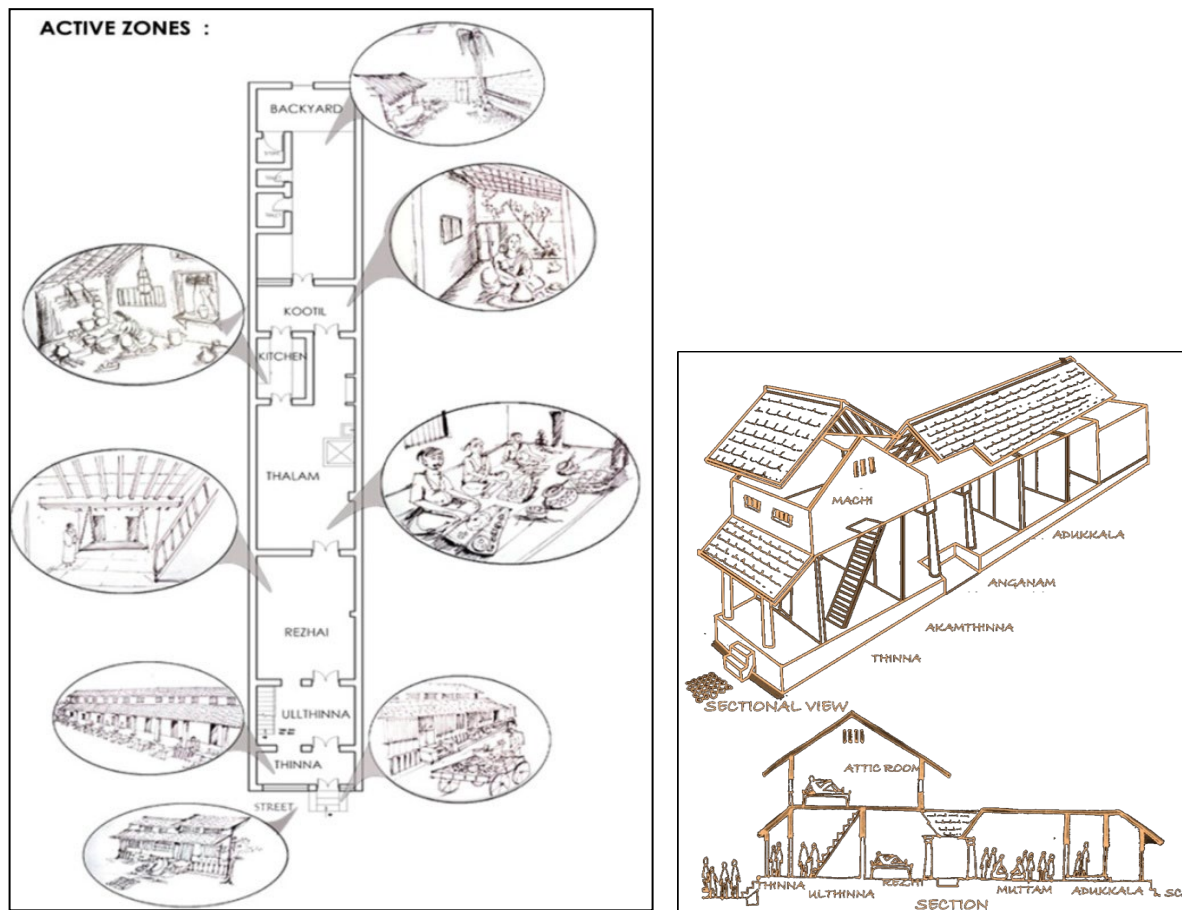 ACTIVE ZONES :
BACKYARD
KOOTIL
KITCHEN
THALAM
REZHAI
ULLTHINNA
THINNA
STREET
MACHI
ADUKKALA
ANGANAM
AKAMTHINNA
THINNA
SECTIONAL VIEW
ATTIC ROOM
THINNA
ULTHINNA
REZHI
MUTTAM
ADUKKALA
SC
SECTION